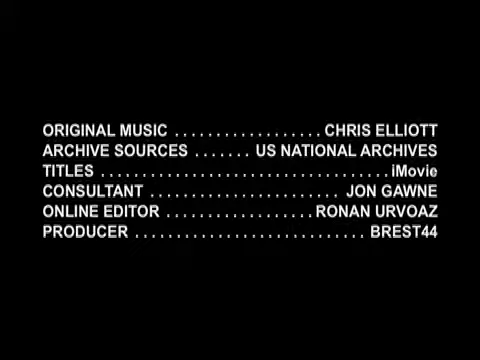 ORIGINAL MUSIC . . . . . . . . . . . . . . . . . . CHRIS ELLIOTT
ARCHIVE SOURCES . . . . . . . US NATIONAL ARCHIVES
TITLES . . . . . . . . . . . . . . . . . . . . . . . . . . . . . . . . . . . iMovie
CONSULTANT . . . . . . . . . . . . . . . . . . . . . . . JON GAWNE
ONLINE EDITOR . . . . . . . . . . . . . . . . . . RONAN URVOAZ
PRODUCER . . . . . . . . . . . . . . . . . . . . . . . . . . . . BREST44